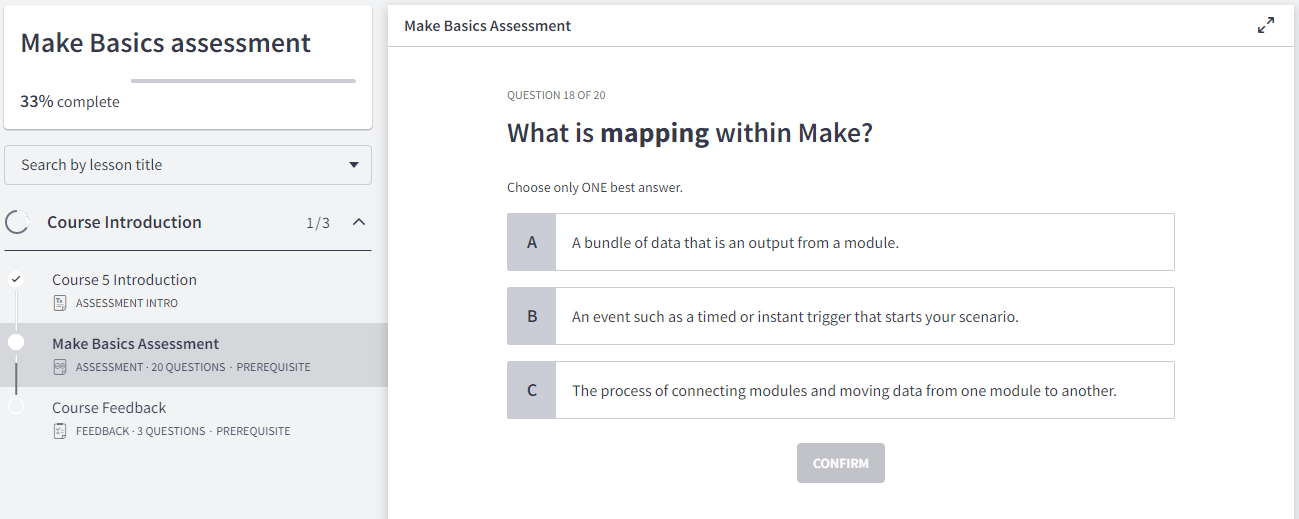 Make Basics assessment
33% complete
Search by lesson title
Course Introduction 1/3
Course 5 Introduction
ASSESSMENT INTRO
Make Basics Assessment
ASSESSMENT · 20 QUESTIONS · PREREQUISITE
Course Feedback
FEEDBACK · 3 QUESTIONS · PREREQUISITE
Make Basics Assessment
QUESTION 18 OF 20
What is mapping within Make?
Choose only ONE best answer.
A A bundle of data that is an output from a module.
B An event such as a timed or instant trigger that starts your scenario.
C The process of connecting modules and moving data from one module to another.
CONFIRM